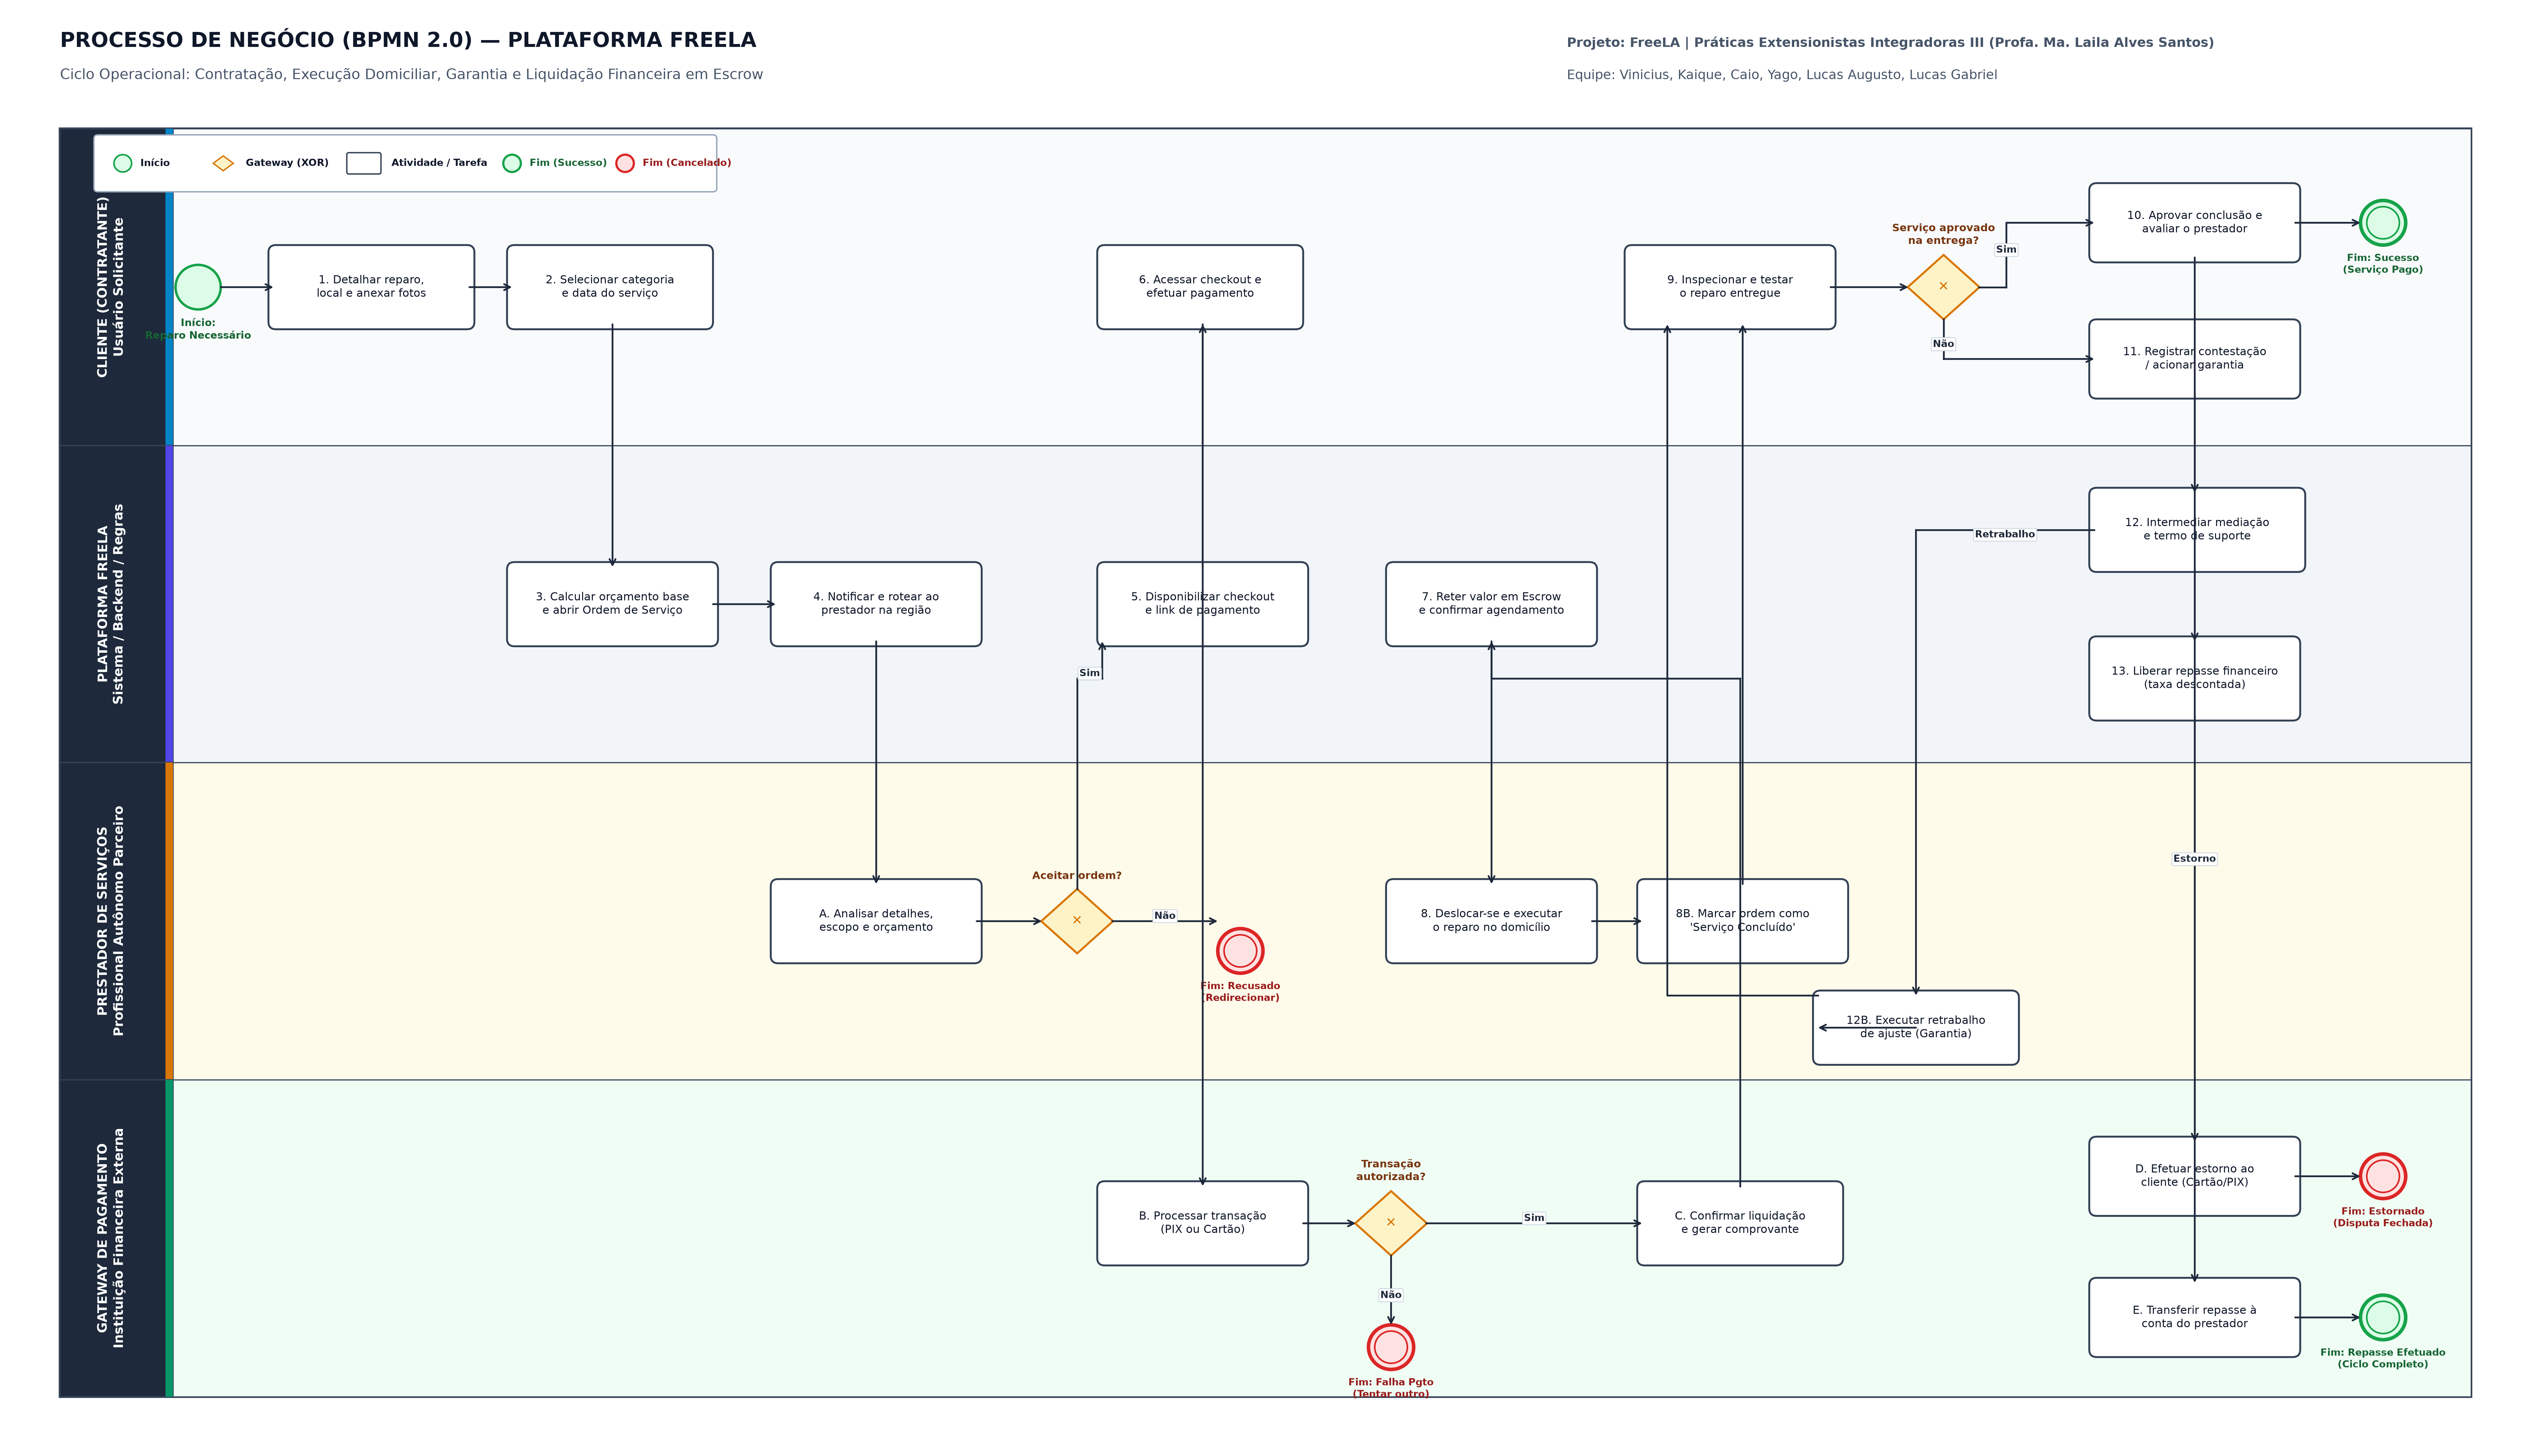 PROCESSO DE NEGÓCIO (BPMN 2.0) — PLATAFORMA FREELA
Ciclo Operacional: Contratação, Execução Domiciliar, Garantia e Liquidação Financeira em Escrow
Projeto: FreeLA | Práticas Extensionistas Integradoras III (Profa. Ma. Laila Alves Santos)
Equipe: Vinicius, Kaique, Caio, Yago, Lucas Augusto, Lucas Gabriel
Início
Gateway (XOR)
Atividade / Tarefa
Fim (Sucesso)
Fim (Cancelado)
CLIENTE (CONTRATANTE)
Usuário Solicitante
Início:
Reparo Necessário
1. Detalhar reparo,
local e anexar fotos
2. Selecionar categoria
e data do serviço
6. Acessar checkout e
efetuar pagamento
9. Inspecionar e testar
o reparo entregue
Serviço aprovado
na entrega?
×
Sim
Não
10. Aprovar conclusão e
avaliar o prestador
Fim: Sucesso
(Serviço Pago)
11. Registrar contestação
/ acionar garantia
PLATAFORMA FREELA
Sistema / Backend / Regras
3. Calcular orçamento base
e abrir Ordem de Serviço
4. Notificar e rotear ao
prestador na região
5. Disponibilizar checkout
e link de pagamento
Sim
7. Reter valor em Escrow
e confirmar agendamento
Retrabalho
12. Intermediar mediação
e termo de suporte
13. Liberar repasse financeiro
(taxa descontada)
PRESTADOR DE SERVIÇOS
Profissional Autônomo Parceiro
A. Analisar detalhes,
escopo e orçamento
Aceitar ordem?
×
Não
Fim: Recusado
(Redirecionar)
8. Deslocar-se e executar
o reparo no domicílio
8B. Marcar ordem como
'Serviço Concluído'
12B. Executar retrabalho
de ajuste (Garantia)
Estorno
GATEWAY DE PAGAMENTO
Instituição Financeira Externa
B. Processar transação
(PIX ou Cartão)
Transação
autorizada?
×
Sim
Não
Fim: Falha Pgto
(Tentar outro)
C. Confirmar liquidação
e gerar comprovante
D. Efetuar estorno ao
cliente (Cartão/PIX)
Fim: Estornado
(Disputa Fechada)
E. Transferir repasse à
conta do prestador
Fim: Repasse Efetuado
(Ciclo Completo)